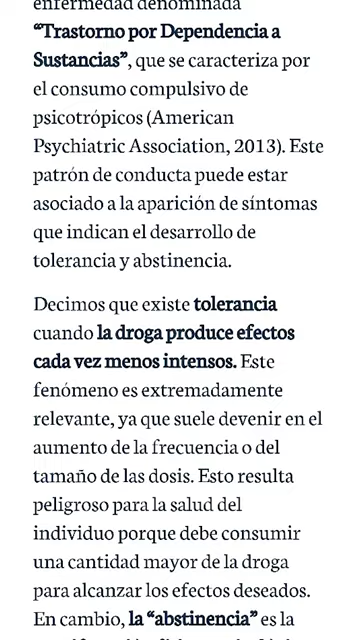 enfermedad denominada
“Trastorno por Dependencia a
Sustancias”, que se caracteriza por
el consumo compulsivo de
psicotrópicos (American
Psychiatric Association, 2013). Este
patrón de conducta puede estar
asociado a la aparición de síntomas
que indican el desarrollo de
tolerancia y abstinencia.
Decimos que existe tolerancia
cuando la droga produce efectos
cada vez menos intensos. Este
fenómeno es extremadamente
relevante, ya que suele devenir en el
aumento de la frecuencia o del
tamaño de las dosis. Esto resulta
peligroso para la salud del
individuo porque debe consumir
una cantidad mayor de la droga
para alcanzar los efectos deseados.
En cambio, la “abstinencia” es la